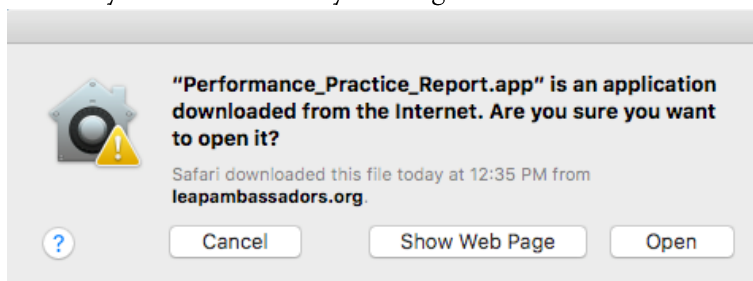 "Performance_Practice_Report.app" is an application
downloaded from the Internet. Are you sure you want
to open it?
Safari downloaded this file today at 12:35 PM from
leapambassadors.org.
?
Cancel
Show Web Page
Open